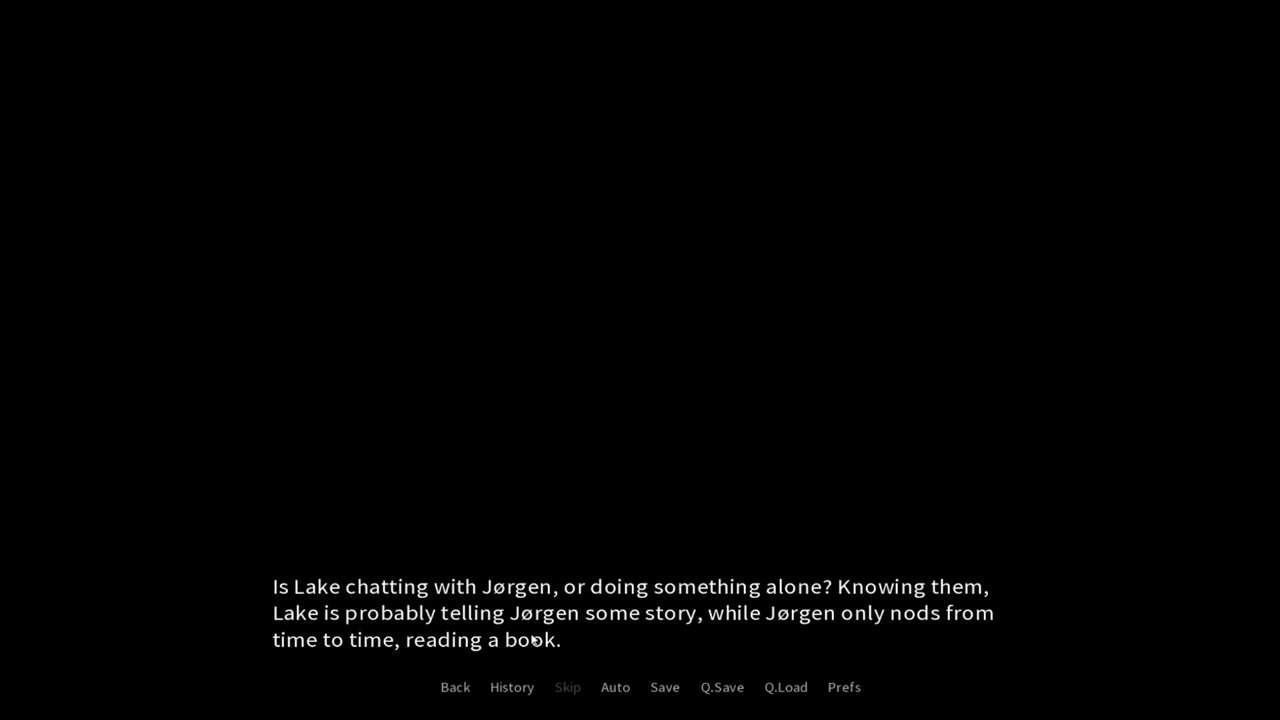 Is Lake chatting with Jørgen, or doing something alone? Knowing them,
Lake is probably telling Jørgen some story, while Jørgen only nods from
time to time, reading a book.
Back History Skip Auto Save Q.Save Q.Load Prefs